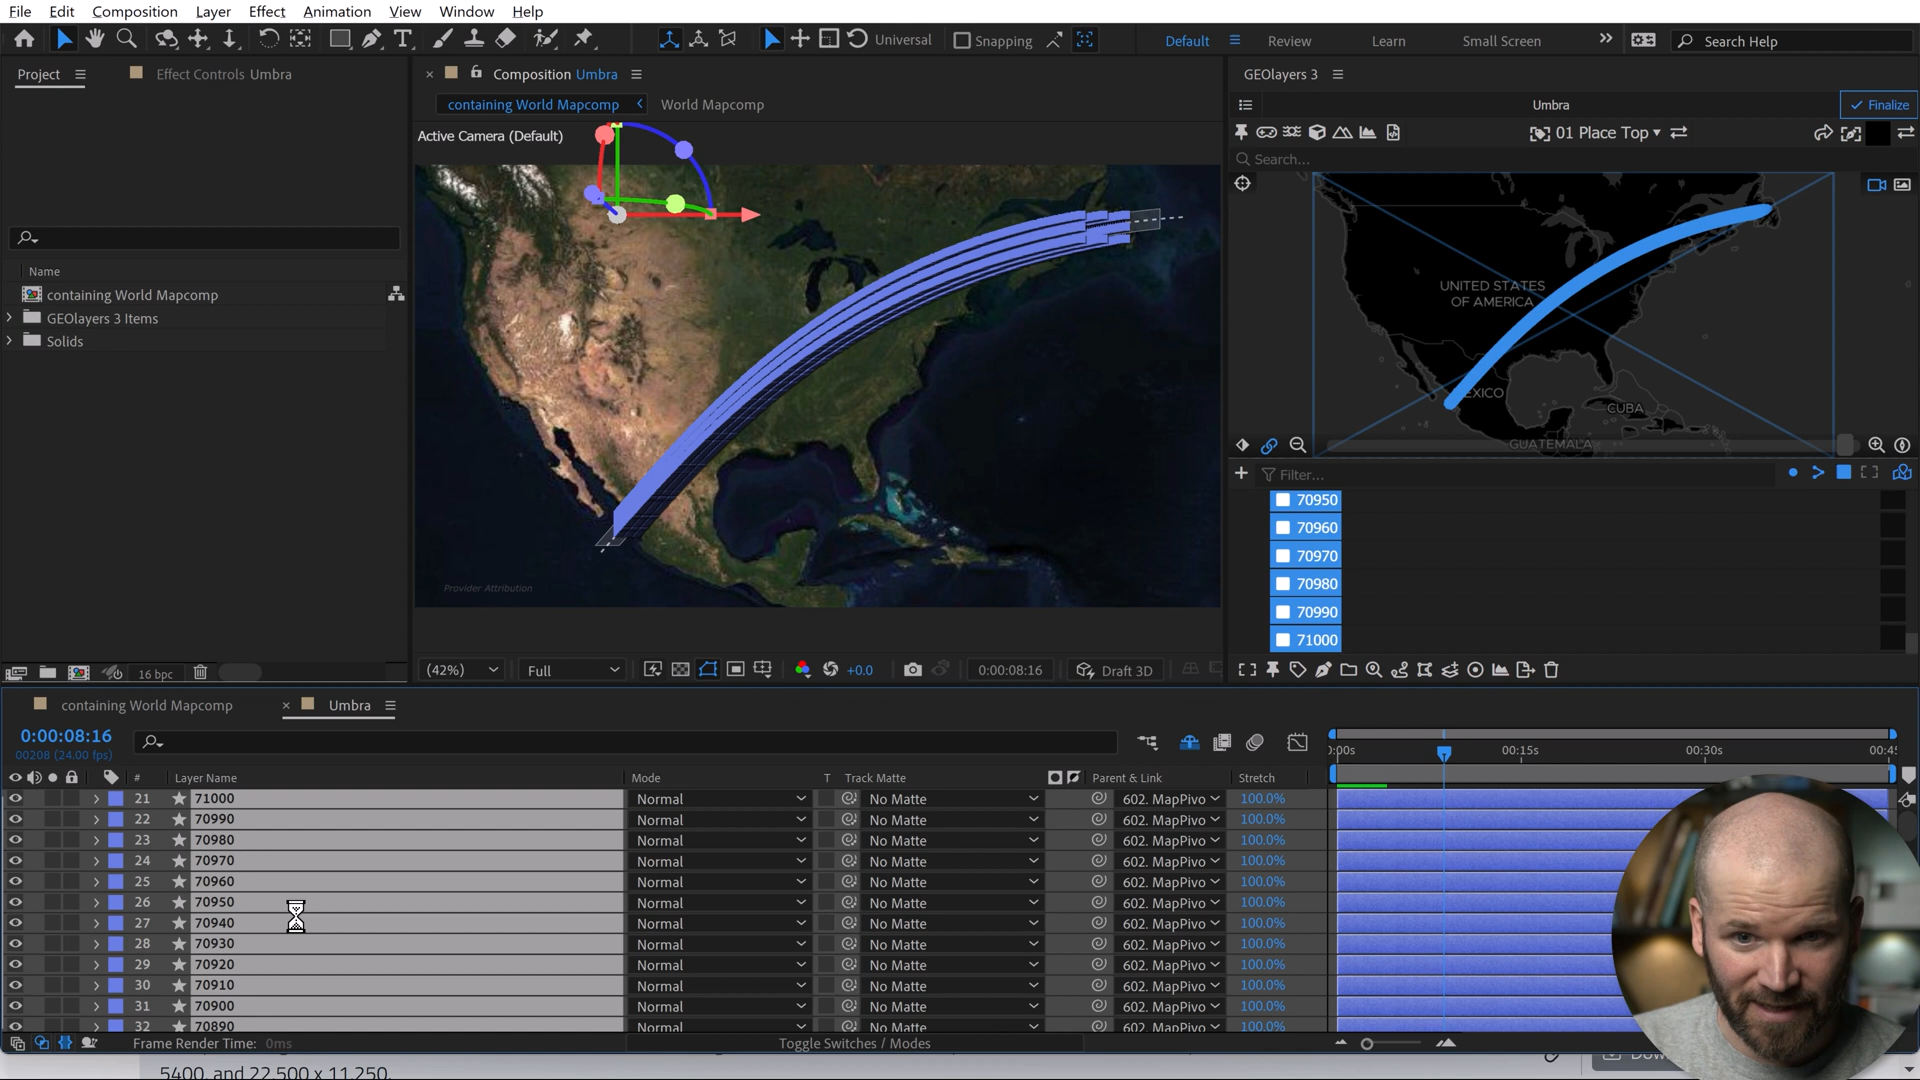 File Edit Composition Layer Effect Animation View Window Help
Universal Snapping Default Review Learn Small Screen Search Help
Project Effect Controls Umbra
Composition Umbra
GEOlayers 3
containing World Mapcomp World Mapcomp
Umbra
Finalize
Active Camera (Default)
01 Place Top
Search...
Name
containing World Mapcomp
GEOlayers 3 Items
Solids
UNITED STATES
OF AMERICA
CUBA
GUATEMALA
Filter...
70950
70960
70970
70980
70990
71000
Provider Attribution
16 bpc
(42%) Full +0.0 0:00:08:16 Draft 3D
containing World Mapcomp Umbra
0:00:08:16
00208 (24.00 fps)
:00s 00:15s 00:30s 00:45
# Layer Name Mode T Track Matte Parent & Link Stretch
21 71000 Normal No Matte 602. MapPivo 100.0%
22 70990 Normal No Matte 602. MapPivo 100.0%
23 70980 Normal No Matte 602. MapPivo 100.0%
24 70970 Normal No Matte 602. MapPivo 100.0%
25 70960 Normal No Matte 602. MapPivo 100.0%
26 70950 Normal No Matte 602. MapPivo 100.0%
27 70940 Normal No Matte 602. MapPivo 100.0%
28 70930 Normal No Matte 602. MapPivo 100.0%
29 70920 Normal No Matte 602. MapPivo 100.0%
30 70910 Normal No Matte 602. MapPivo 100.0%
31 70900 Normal No Matte 602. MapPivo 100.0%
32 70890 Normal No Matte 602. MapPivo 100.0%
Frame Render Time: 0ms Toggle Switches / Modes
5400, and 22,500 x 11,250.